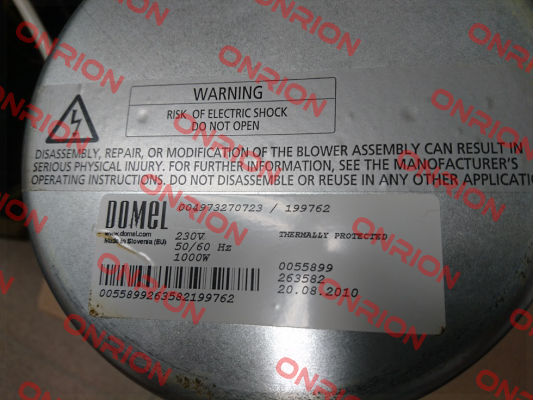 WARNING
RISK OF ELECTRIC SHOCK
DO NOT OPEN
DISASSEMBLY, REPAIR, OR MODIFICATION OF THE BLOWER ASSEMBLY CAN RESULT IN
SERIOUS PHYSICAL INJURY. FOR FURTHER INFORMATION, SEE THE MANUFACTURER'S
OPERATING INSTRUCTIONS. DO NOT DISASSEMBLE OR REUSE IN ANY OTHER APPLICATIO
DOMEL 004973270723 / 199762
www.domel.com
Made in Slovenia (EU)
230V THERMALLY PROTECTED
50/60 Hz
1000W
0055899
263582
20.08.2010
0055899263582199762
ONRION